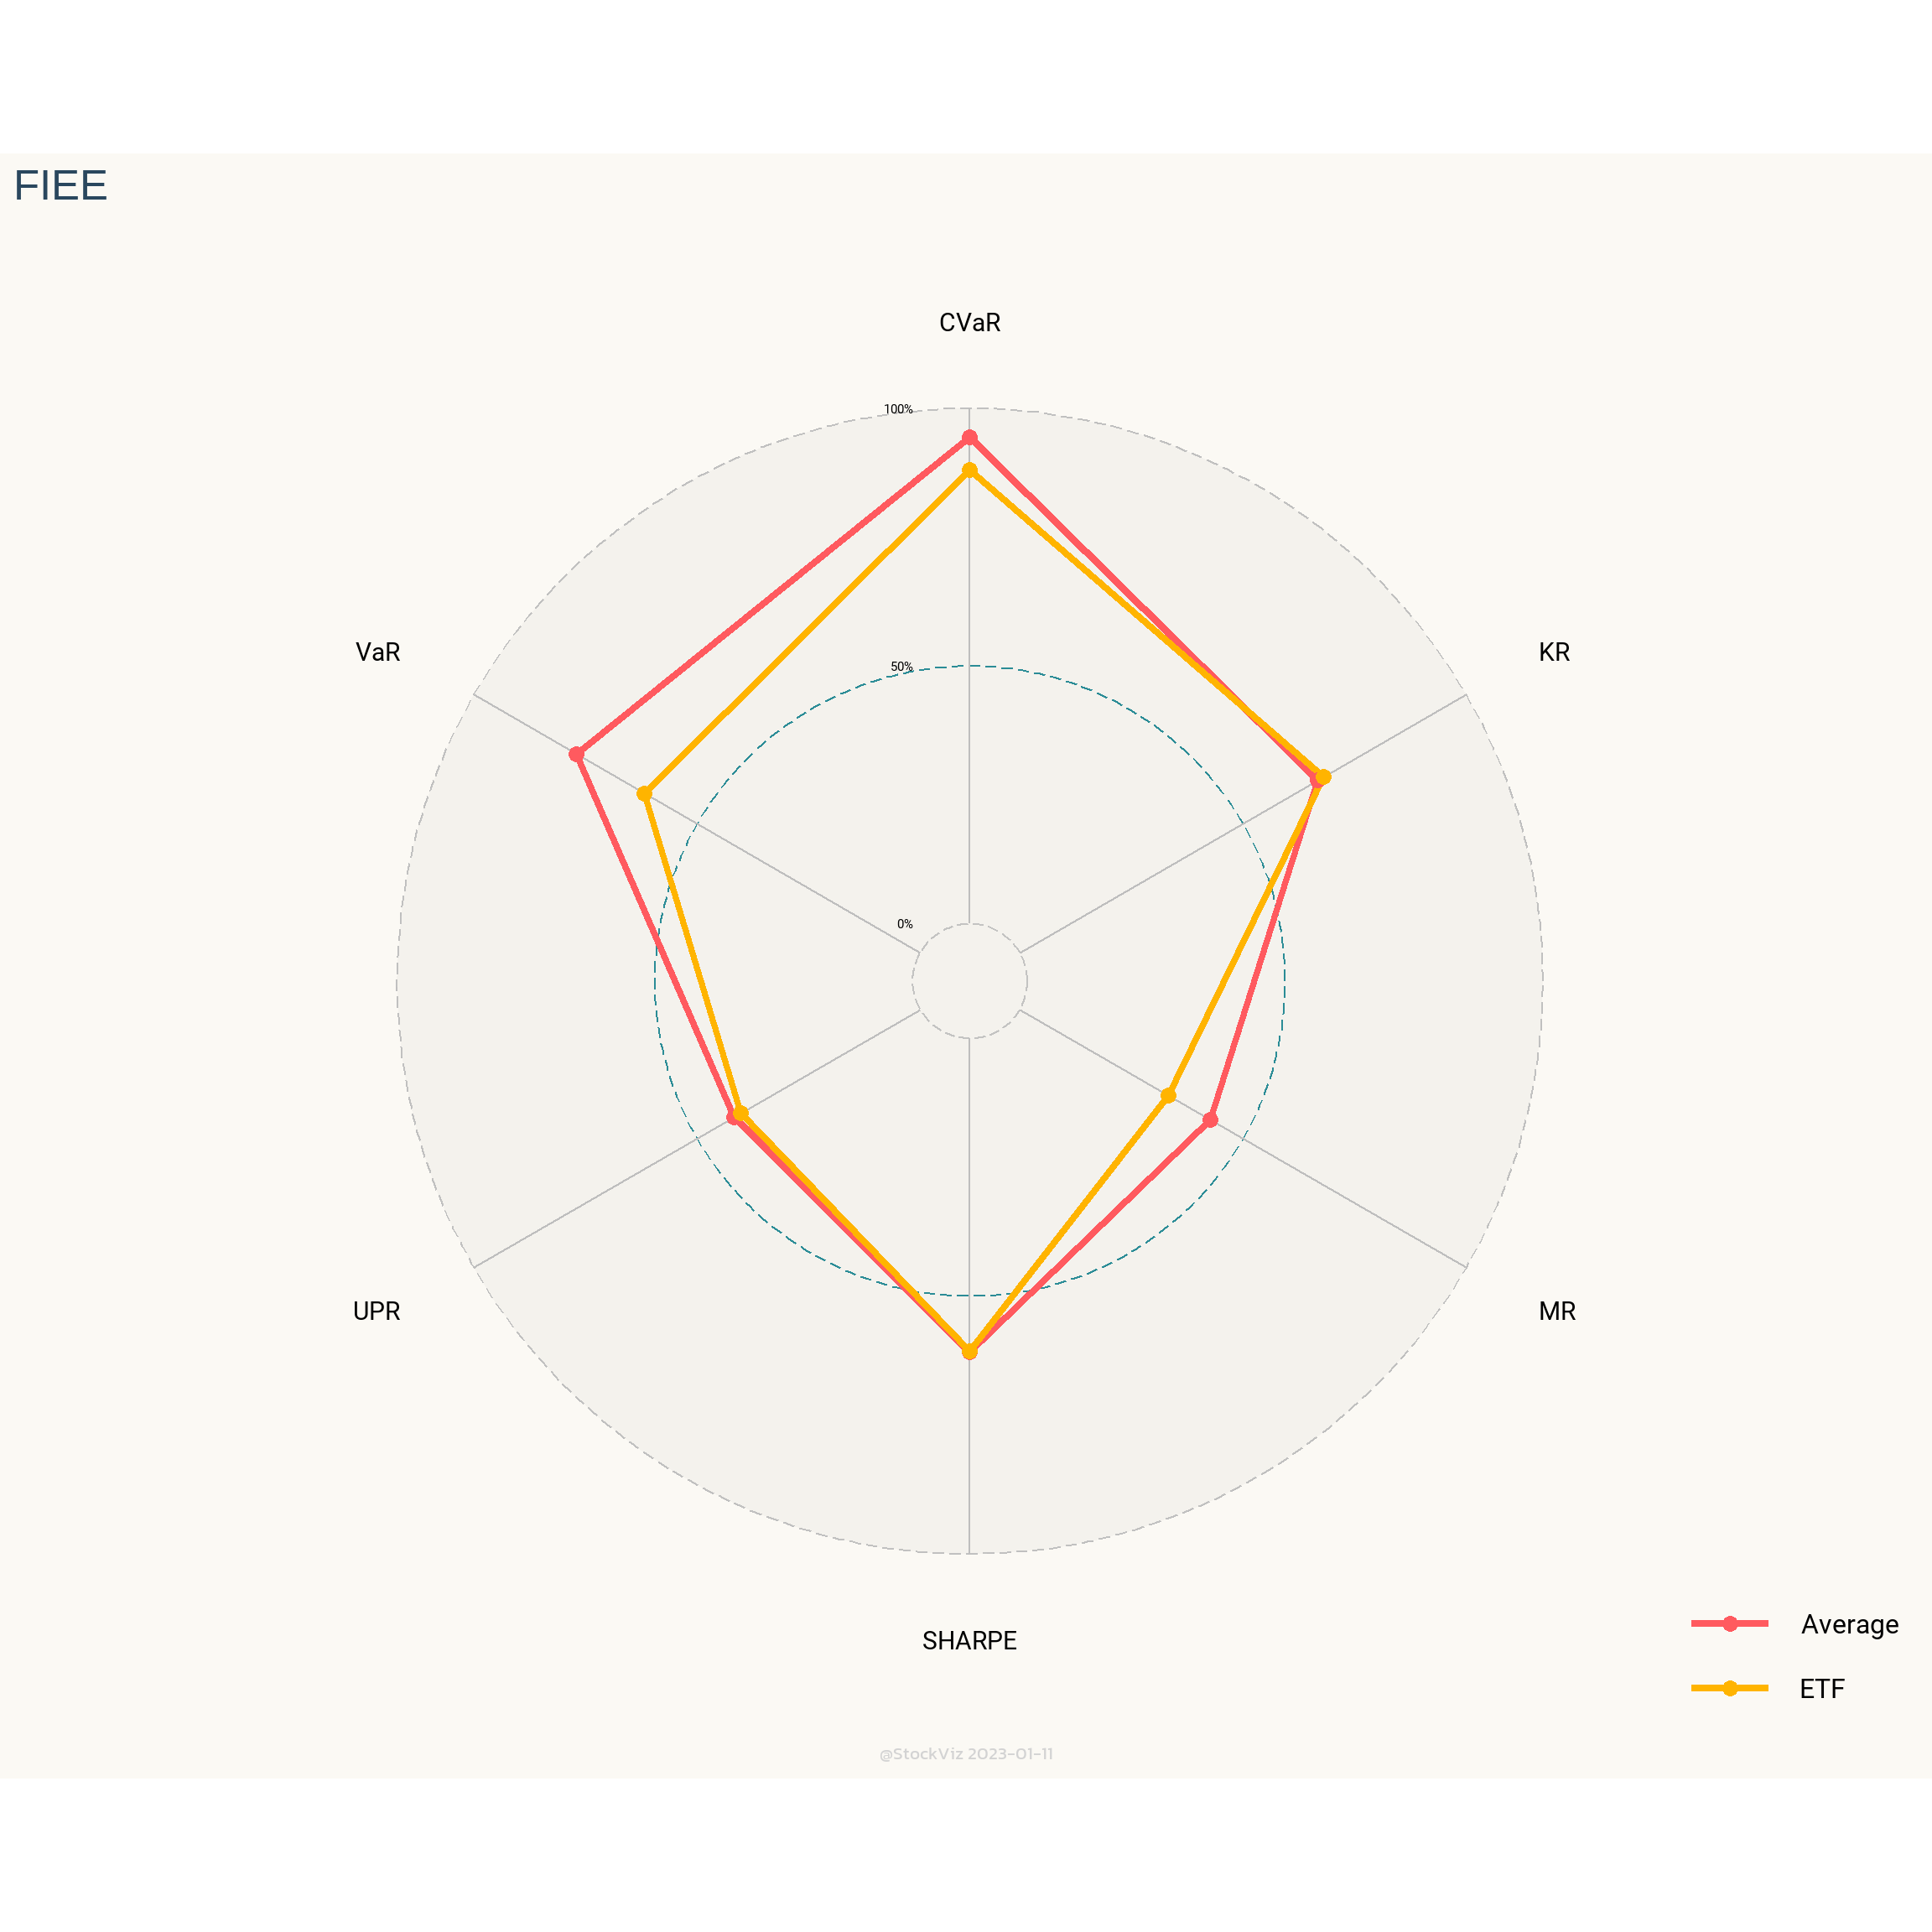 FIEE
CVaR
100%
KR
VaR
50%
0%
UPR
MR
SHARPE
Average
ETF
@StockViz 2023-01-11